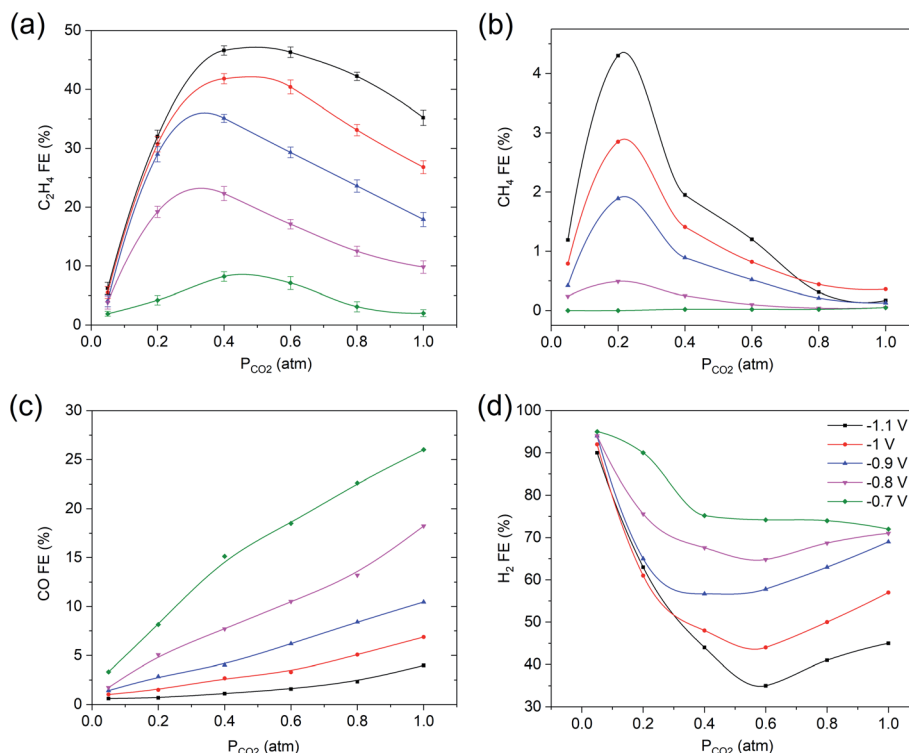 (a)
50
40
30
20
10
0
C₂H₄ FE (%)
0.0 0.2 0.4 0.6 0.8 1.0
P_CO2 (atm)
(b)
4
3
2
1
0
CH₄ FE (%)
0.0 0.2 0.4 0.6 0.8 1.0
P_CO2 (atm)
(c)
30
25
20
15
10
5
0
CO FE (%)
0.0 0.2 0.4 0.6 0.8 1.0
P_CO2 (atm)
(d)
100
90
80
70
60
50
40
30
H₂ FE (%)
-1.1 V
-1 V
-0.9 V
-0.8 V
-0.7 V
0.0 0.2 0.4 0.6 0.8 1.0
P_CO2 (atm)